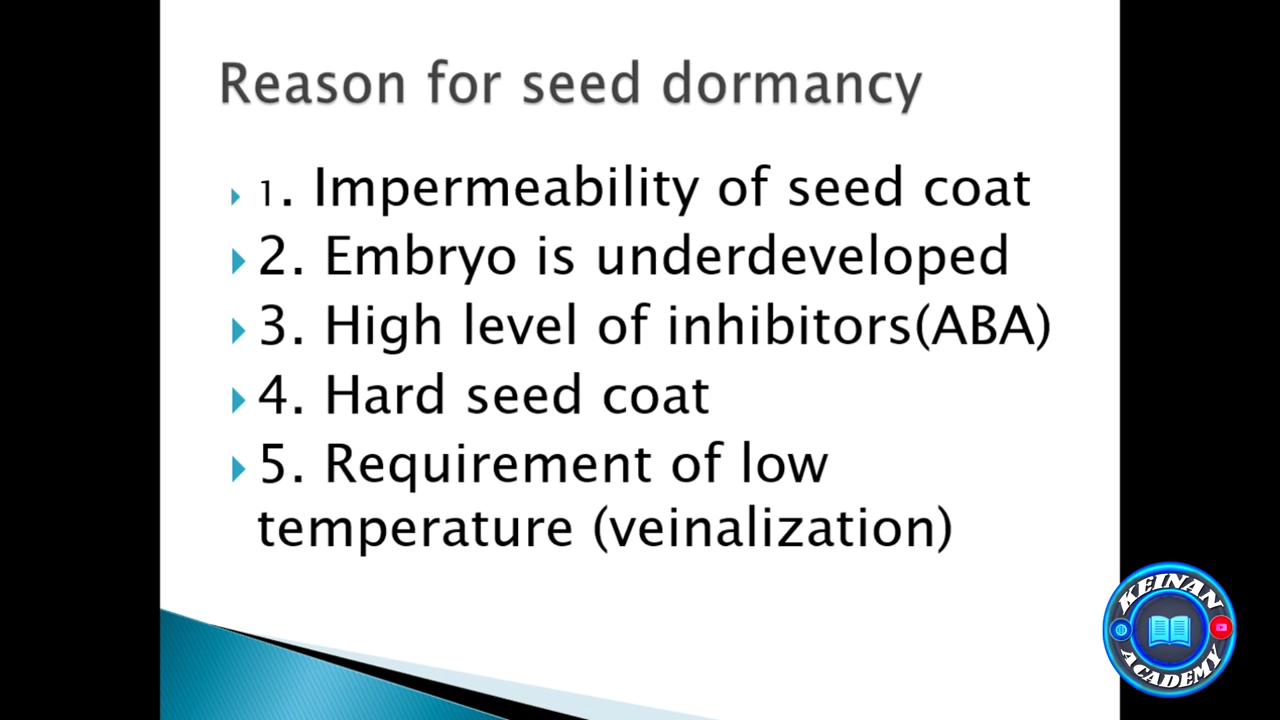 Reason for seed dormancy
1. Impermeability of seed coat
2. Embryo is underdeveloped
3. High level of inhibitors(ABA)
4. Hard seed coat
5. Requirement of low
temperature (veinalization)
KEINAN
ACADEMY